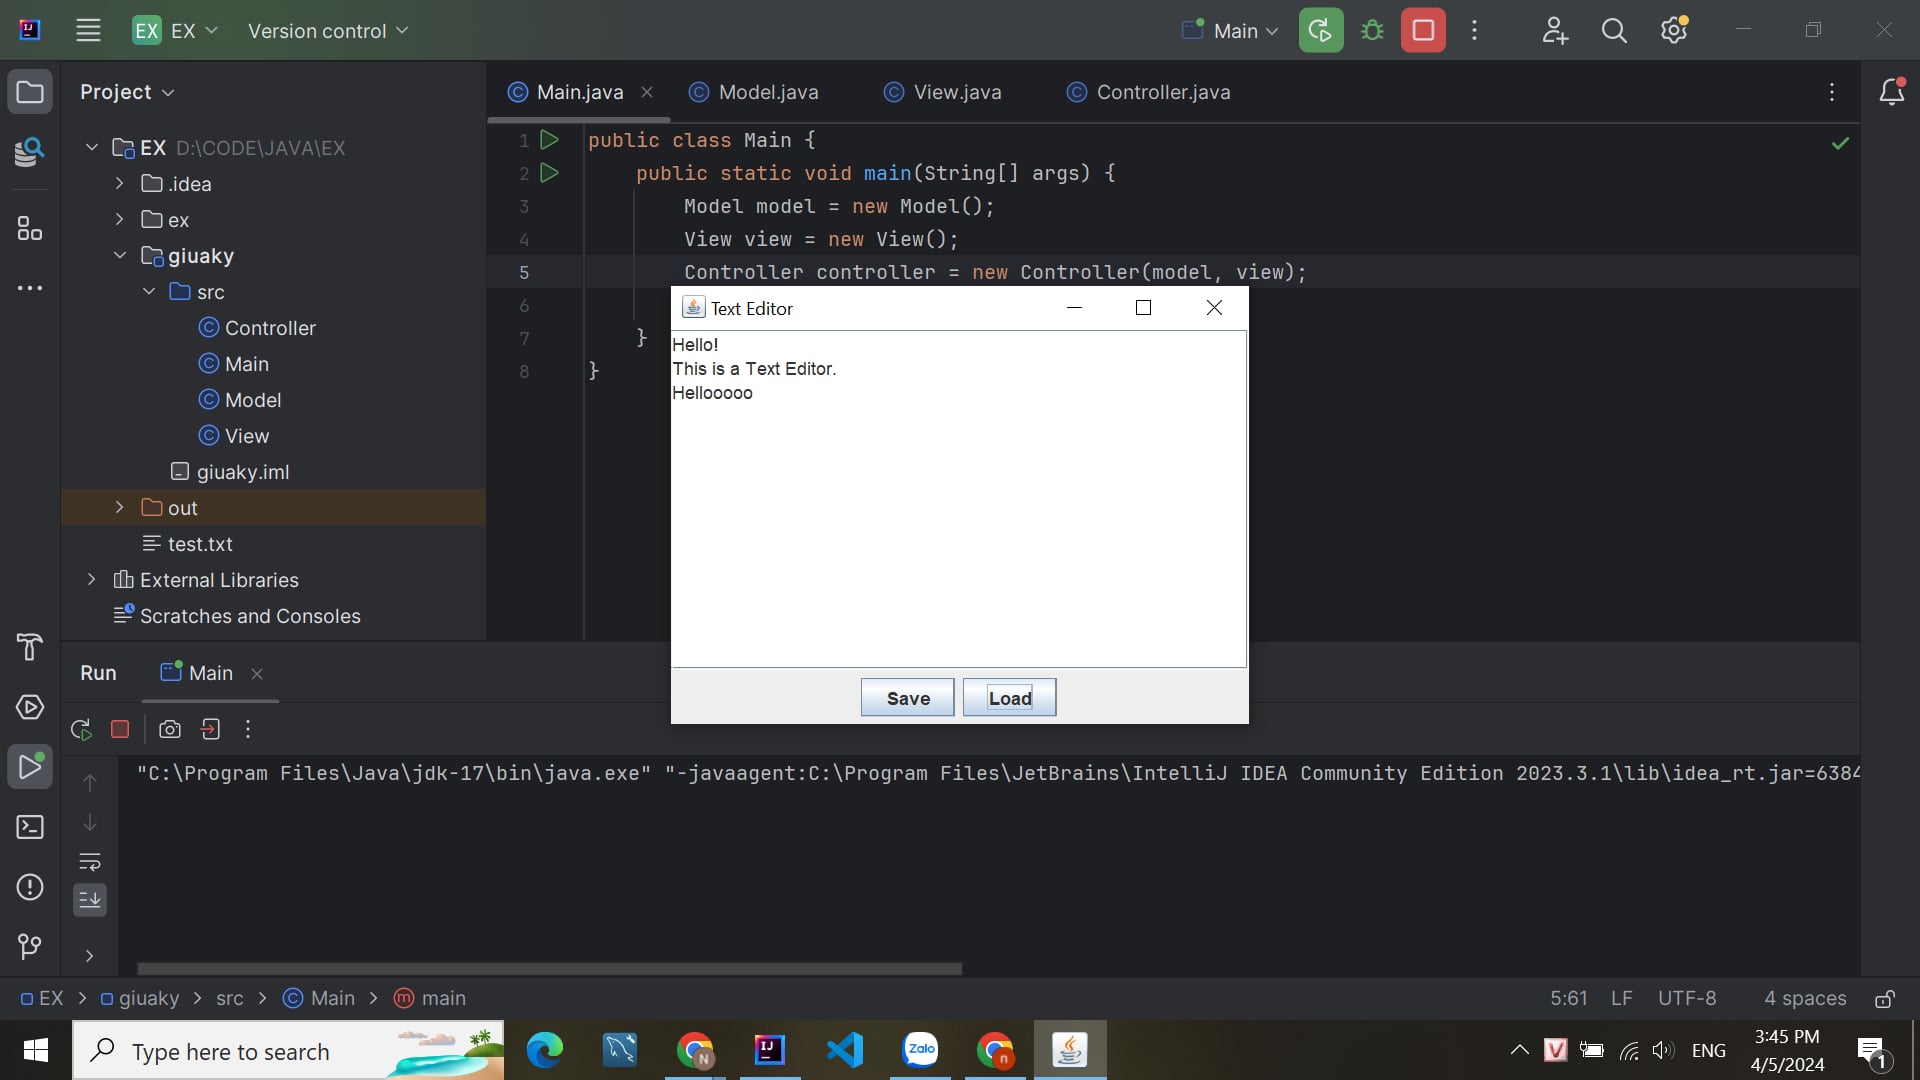 EX EX Version control Main
Project
Main.java Model.java View.java Controller.java
EX D:\CODE\JAVA\EX
.idea
ex
giuaky
src
Controller
Main
Model
View
giuaky.iml
out
test.txt
External Libraries
Scratches and Consoles
1 public class Main {
2 public static void main(String[] args) {
3 Model model = new Model();
4 View view = new View();
5 Controller controller = new Controller(model, view);
6
7 }
8 }
Text Editor
Hello!
This is a Text Editor.
Hellooooo
Save Load
Run Main
"C:\Program Files\Java\jdk-17\bin\java.exe" "-javaagent:C:\Program Files\JetBrains\IntelliJ IDEA Community Edition 2023.3.1\lib\idea_rt.jar=6384
EX giuaky src Main main 5:61 LF UTF-8 4 spaces
Type here to search
Zalo
ENG
3:45 PM
4/5/2024
1